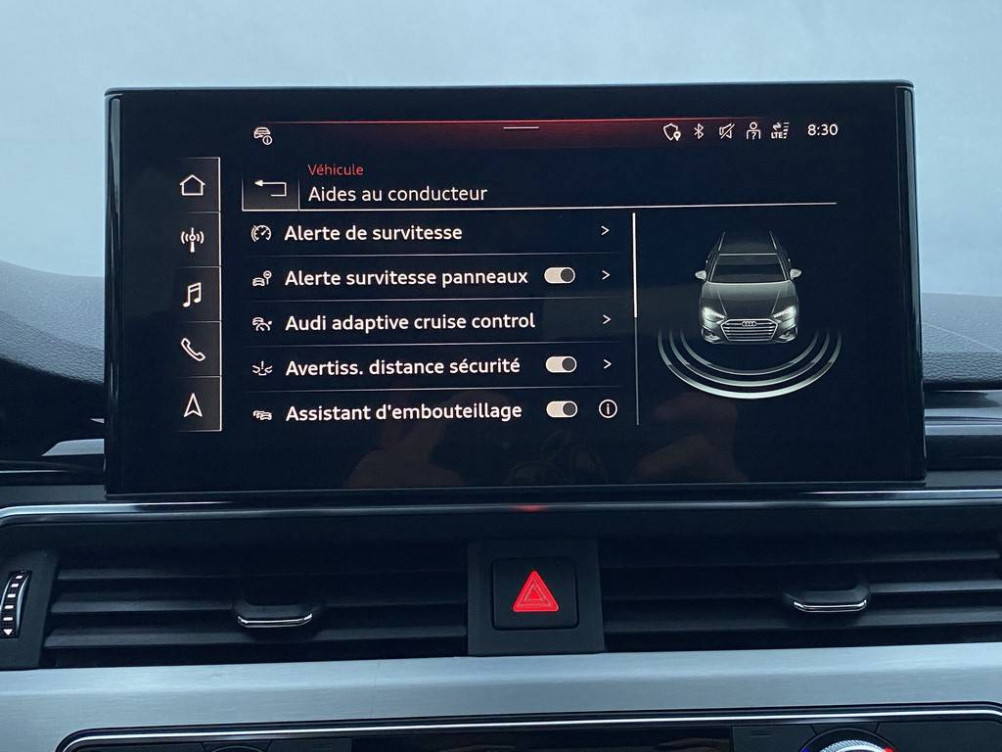 LTE 8:30
Véhicule
Aides au conducteur
Alerte de survitesse
Alerte survitesse panneaux
Audi adaptive cruise control
Avertiss. distance sécurité
Assistant d'embouteillage